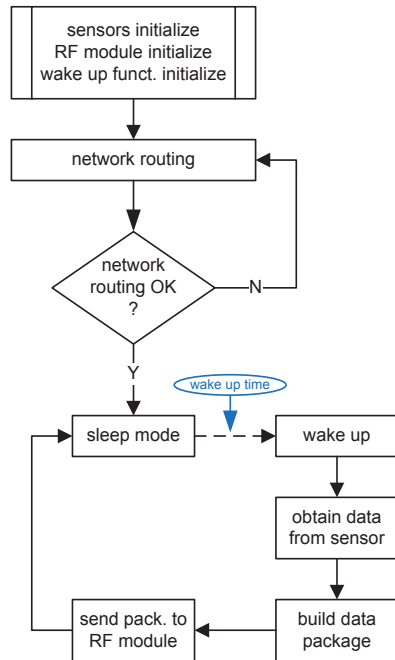 sensors initialize
RF module initialize
wake up funct. initialize
network routing
network
routing OK
?
N
Y
wake up time
sleep mode
wake up
obtain data
from sensor
send pack. to
RF module
build data
package